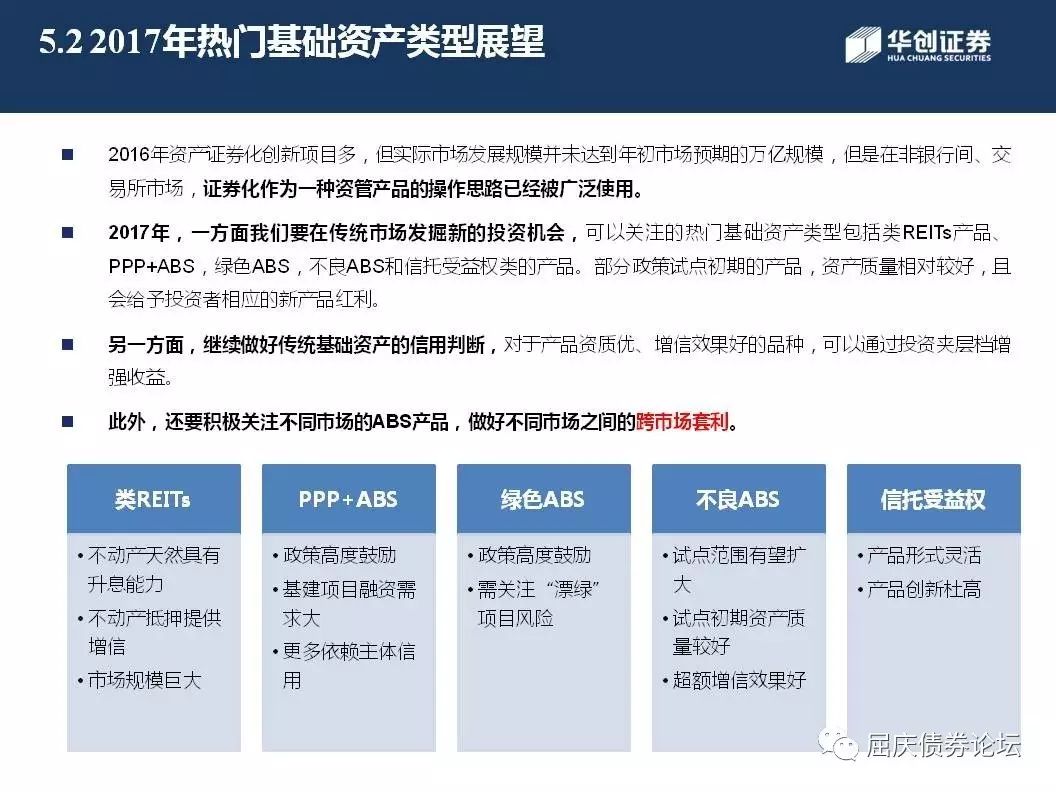 5.2 2017年热门基础资产类型展望
华创证券
HUA CHUANG SECURITIES
2016年资产证券化创新项目多，但实际市场发展规模并未达到年初市场预期的万亿规模，但是在非银行间、交
易所市场，证券化作为一种资管产品的操作思路已经被广泛使用。
2017年，一方面我们要在传统市场发掘新的投资机会，可以关注的热门基础资产类型包括类REITs产品、
PPP+ABS，绿色ABS，不良ABS和信托受益权类的产品。部分政策试点初期的产品，资产质量相对较好，且
会给予投资者相应的新产品红利。
另一方面，继续做好传统基础资产的信用判断，对于产品资质优、增信效果好的品种，可以通过投资夹层档增
强收益。
此外，还要积极关注不同市场的ABS产品，做好不同市场之间的跨市场套利。
类REITs
•不动产天然具有
升息能力
•不动产抵押提供
增信
•市场规模巨大
PPP+ABS
•政策高度鼓励
•基建项目融资需
求大
•更多依赖主体信
用
绿色ABS
•政策高度鼓励
•需关注“漂绿”
项目风险
不良ABS
•试点范围有望扩
大
•试点初期资产质
量较好
•超额增信效果好
信托受益权
•产品形式灵活
•产品创新杜高
屈庆债券论坛